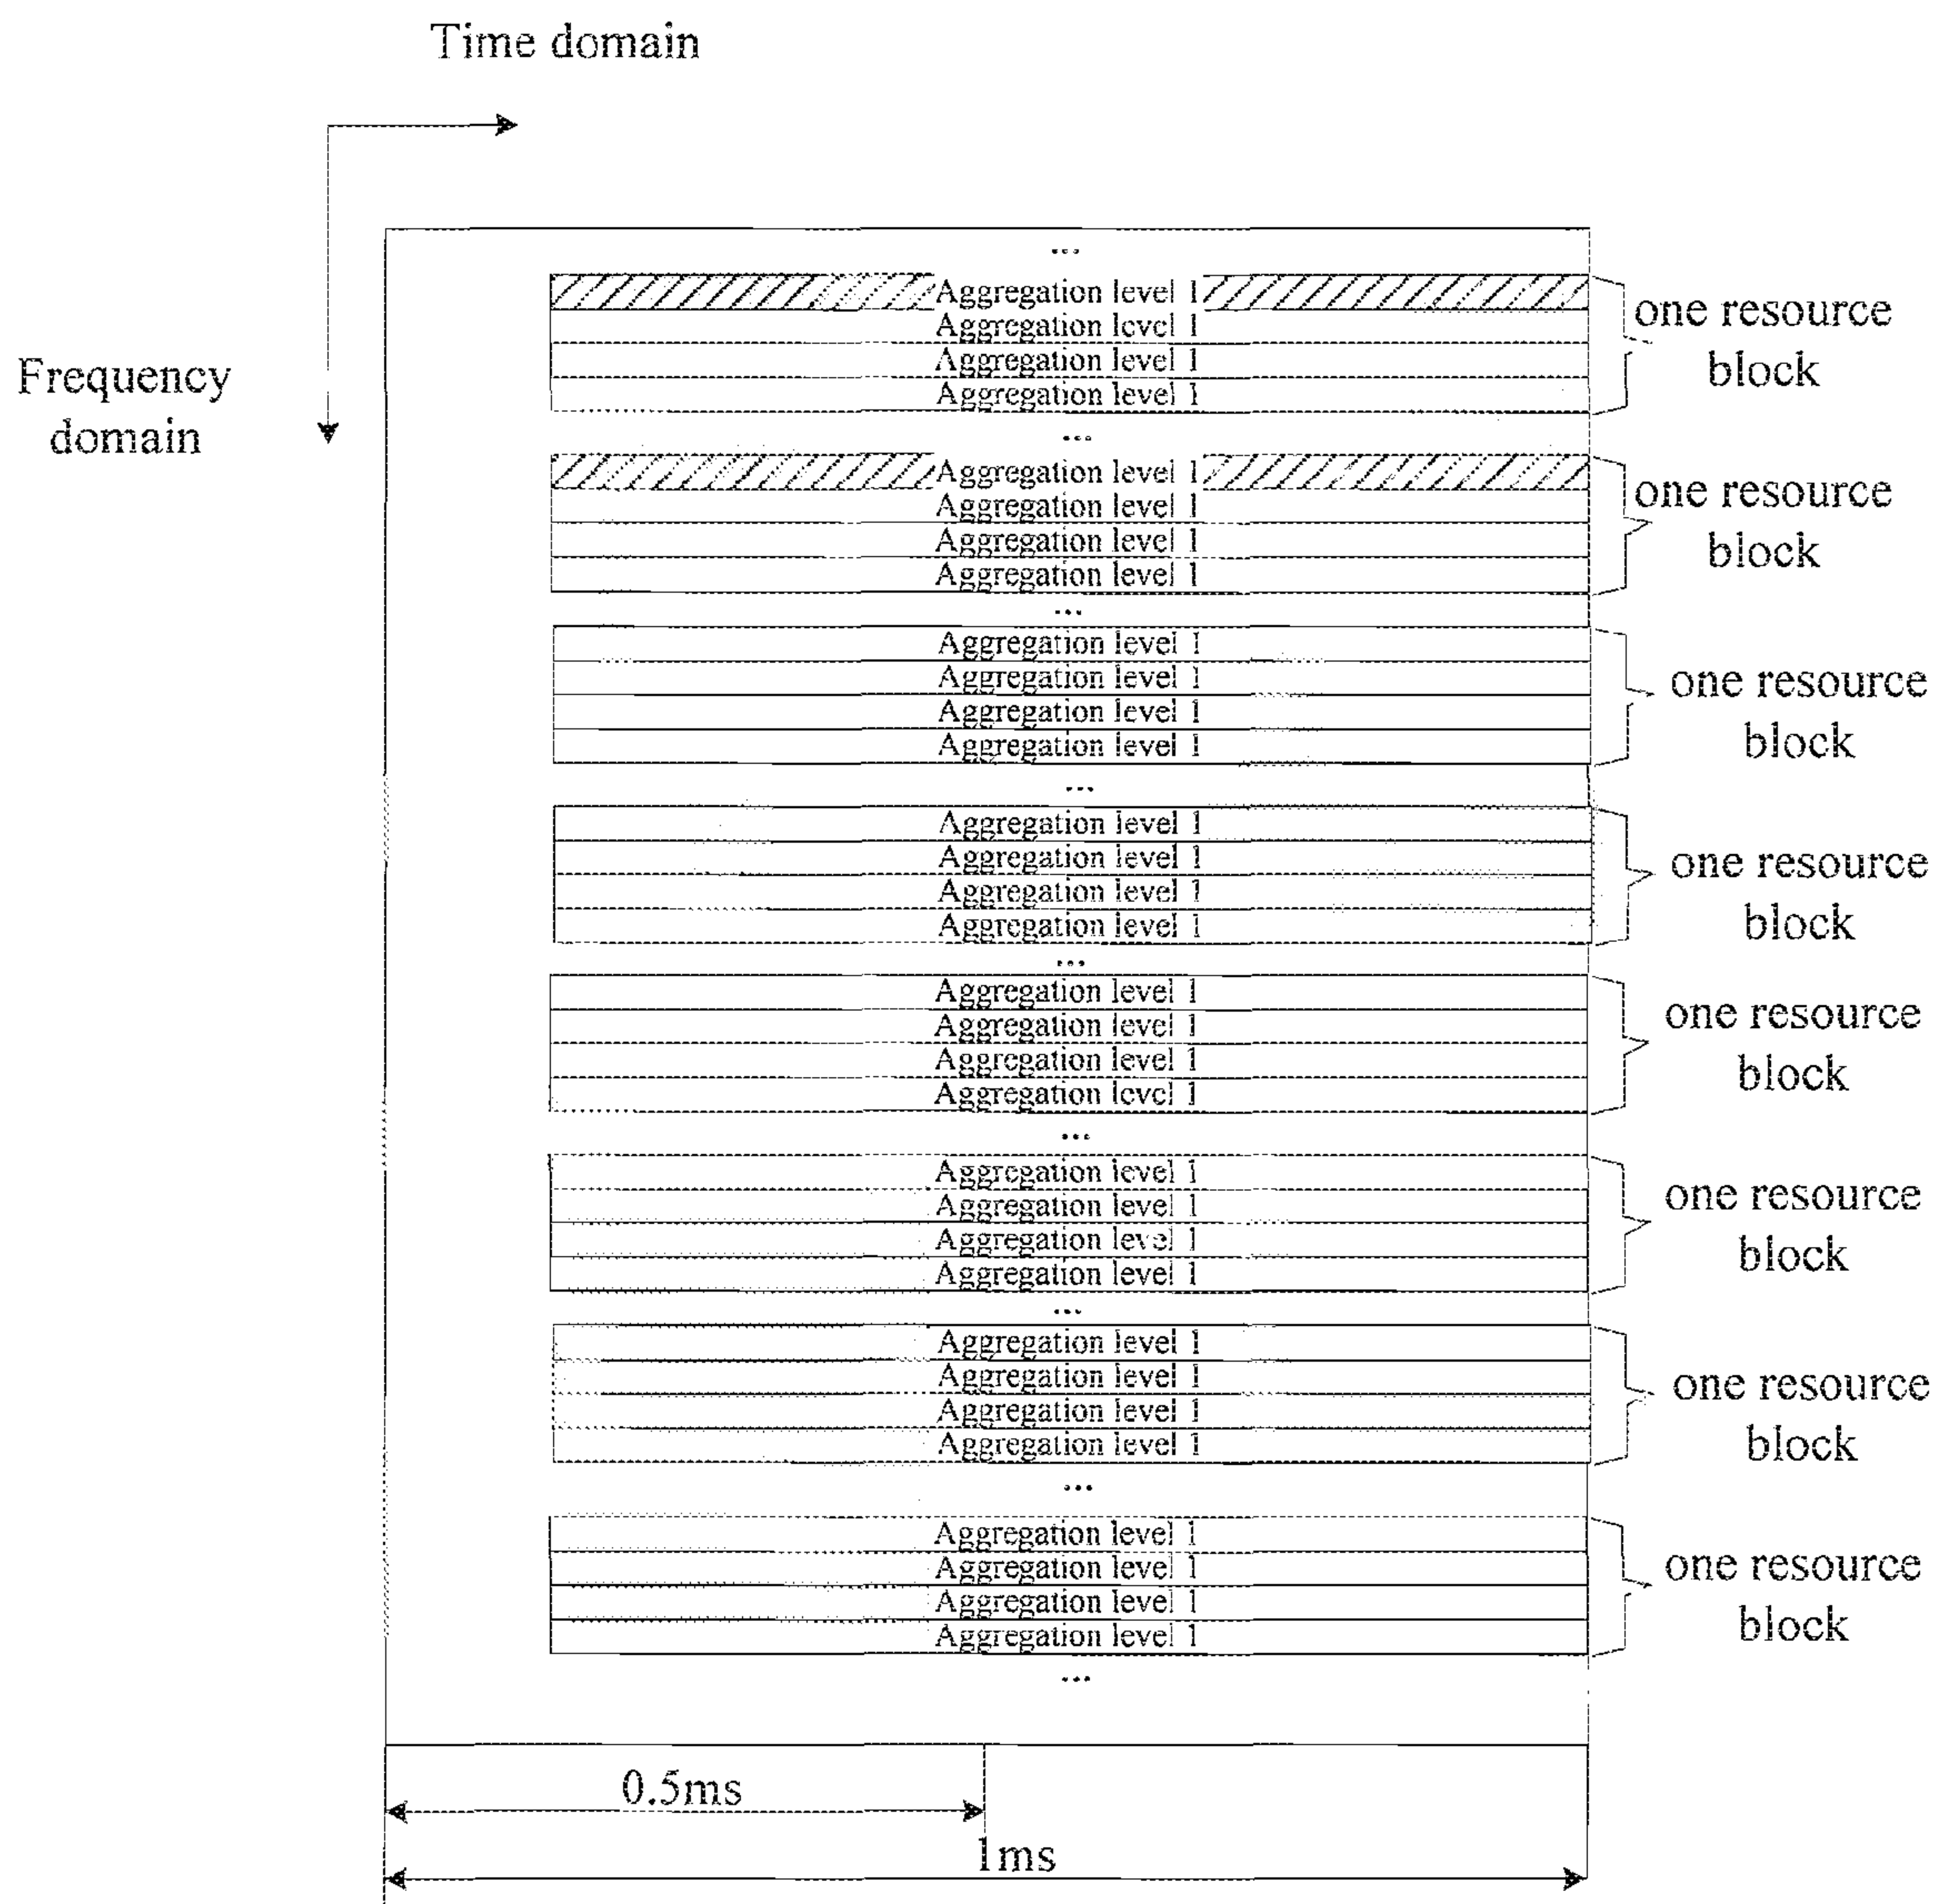 Time domain
Frequency
domain
...
Aggregation level 1
Aggregation level 1
Aggregation level 1
Aggregation level 1
one resource
block
...
Aggregation level 1
Aggregation level 1
Aggregation level 1
Aggregation level 1
one resource
block
...
Aggregation level 1
Aggregation level 1
Aggregation level 1
Aggregation level 1
one resource
block
...
Aggregation level 1
Aggregation level 1
Aggregation level 1
Aggregation level 1
one resource
block
...
Aggregation level 1
Aggregation level 1
Aggregation level 1
Aggregation level 1
one resource
block
...
Aggregation level 1
Aggregation level 1
Aggregation level 1
Aggregation level 1
one resource
block
...
Aggregation level 1
Aggregation level 1
Aggregation level 1
Aggregation level 1
one resource
block
...
Aggregation level 1
Aggregation level 1
Aggregation level 1
Aggregation level 1
one resource
block
...
0.5ms
1ms